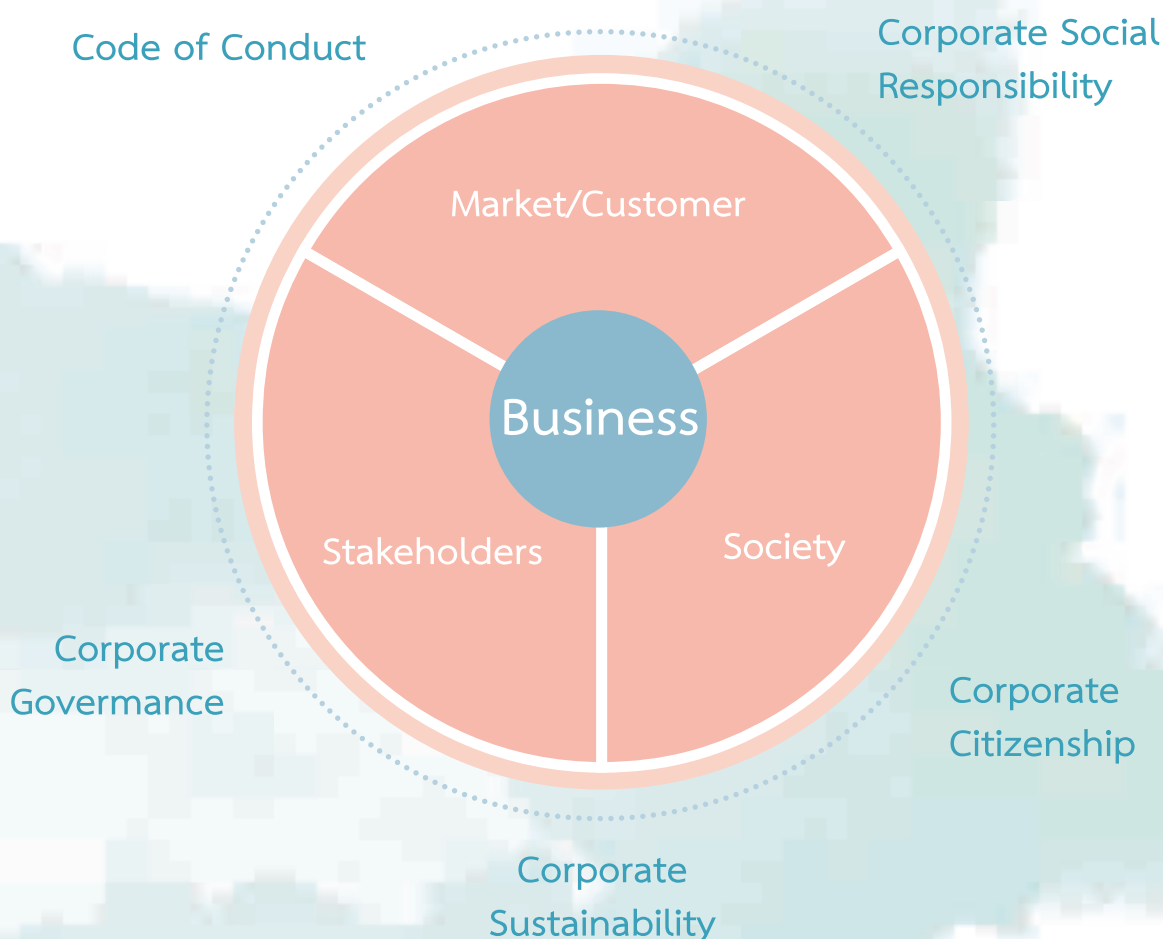 Code of Conduct
Corporate Social
Responsibility
Market/Customer
Business
Stakeholders
Society
Corporate
Govermance
Corporate
Citizenship
Corporate
Sustainability